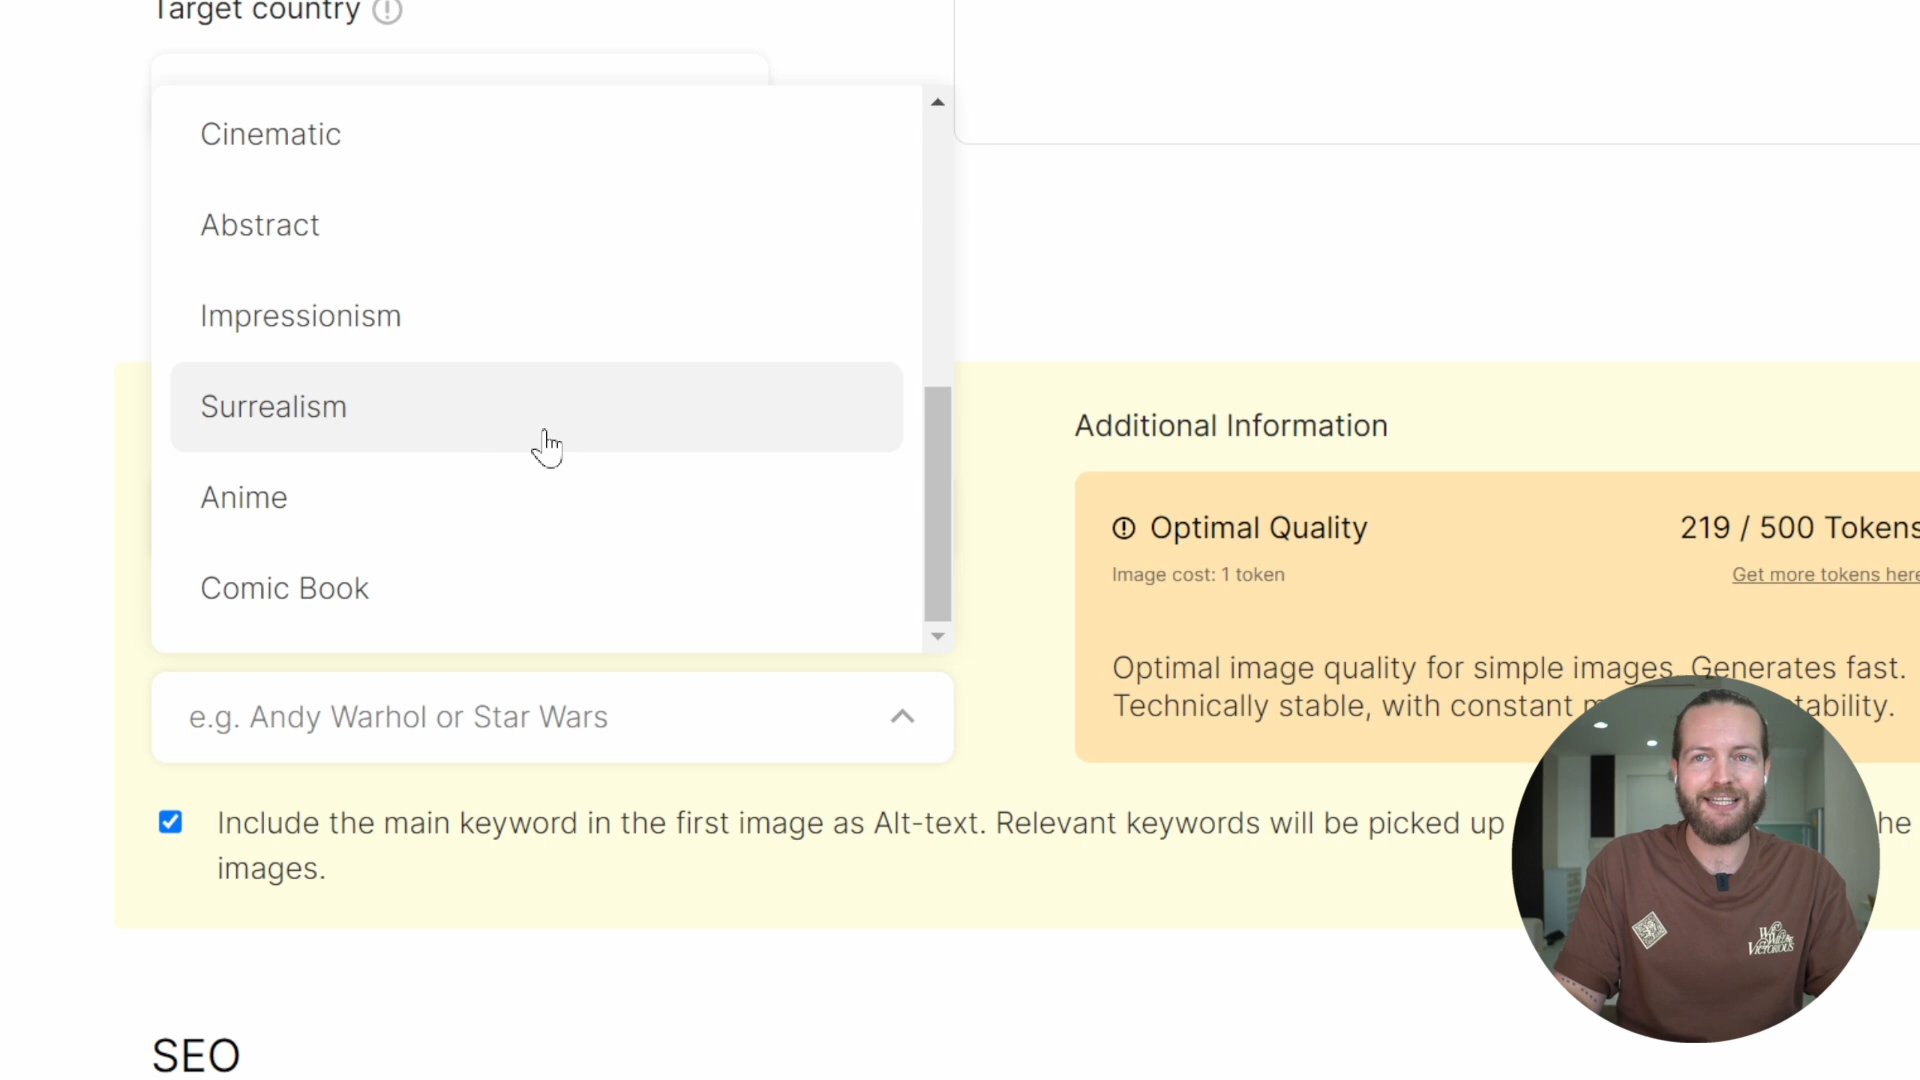 Target country
Cinematic
Abstract
Impressionism
Surrealism
Anime
Comic Book
e.g. Andy Warhol or Star Wars
Additional Information
Optimal Quality
219 / 500 Tokens
Image cost: 1 token
Get more tokens here
Optimal image quality for simple images. Generates fast.
Technically stable, with constant
Include the main keyword in the first image as Alt-text. Relevant keywords will be picked up
images.
VICTORIOUS
SEO